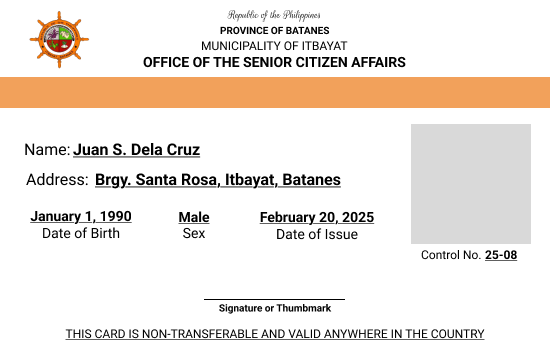 Republic of the Philippines
PROVINCE OF BATANES
MUNICIPALITY OF ITBAYAT
OFFICE OF THE SENIOR CITIZEN AFFAIRS
Name: Juan S. Dela Cruz
Address: Brgy. Santa Rosa, Itbayat, Batanes
January 1, 1990 Male February 20, 2025
Date of Birth Sex Date of Issue
Control No. 25-08
Signature or Thumbmark
THIS CARD IS NON-TRANSFERABLE AND VALID ANYWHERE IN THE COUNTRY